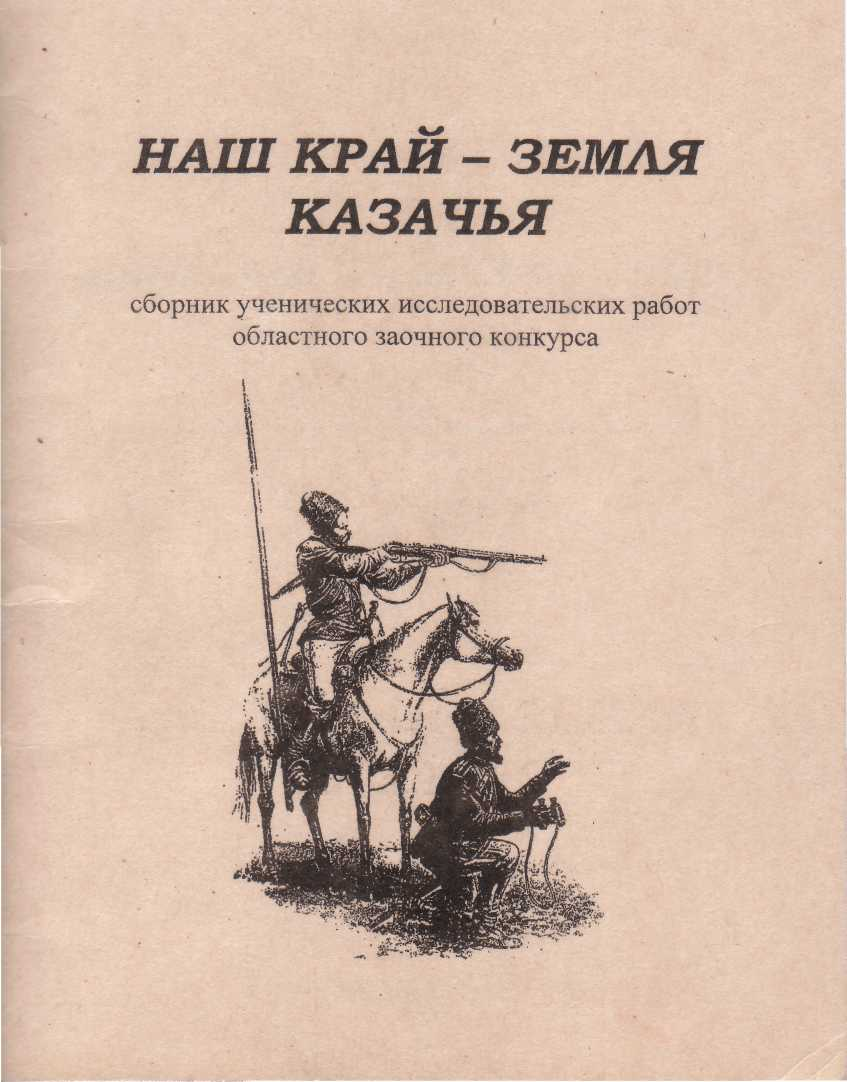 НАШ КРАЙ – ЗЕМЛЯ
КАЗАЧЬЯ
сборник ученических исследовательских работ
областного заочного конкурса